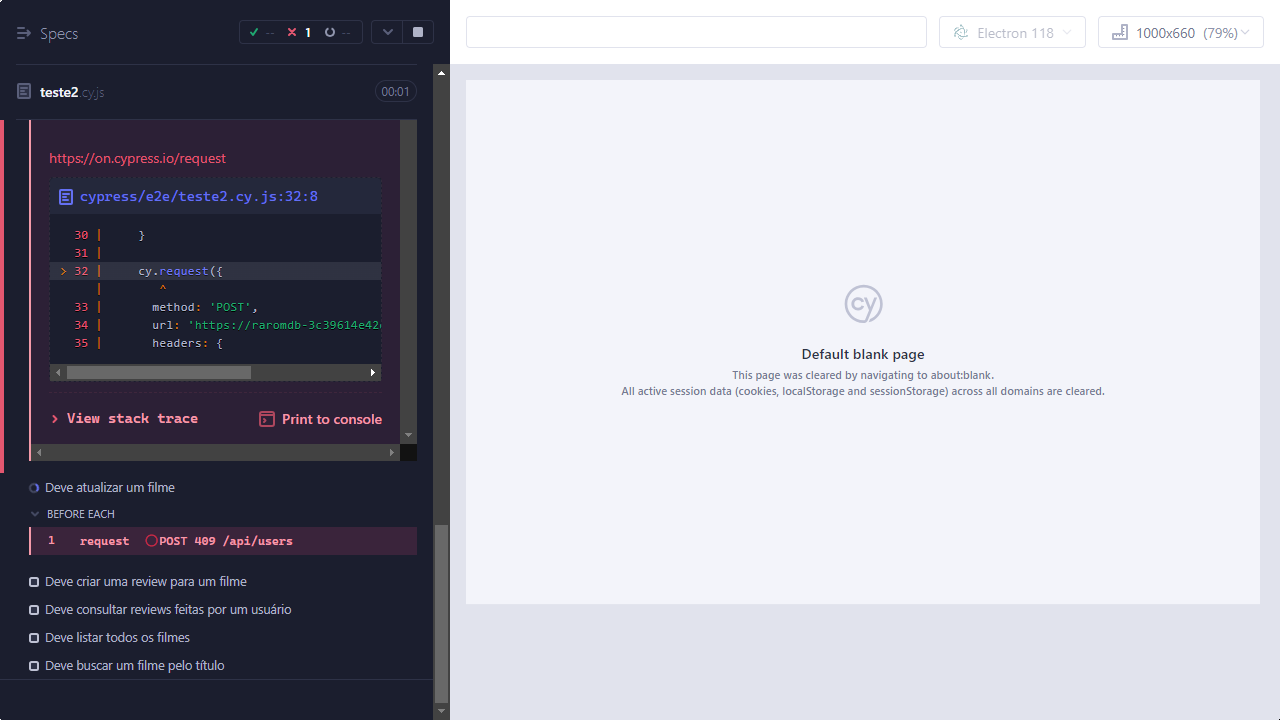 Specs
-- 1 --
Electron 118
1000x660 (79%)
teste2.cy.js
00:01
https://on.cypress.io/request
cypress/e2e/teste2.cy.js:32:8
30 | }
31 |
> 32 | cy.request({
| ^
33 | method: 'POST',
34 | url: 'https://raromdb-3c39614e42
35 | headers: {
> View stack trace
Print to console
Deve atualizar um filme
BEFORE EACH
1 request POST 409 /api/users
Deve criar uma review para um filme
Deve consultar reviews feitas por um usuário
Deve listar todos os filmes
Deve buscar um filme pelo título
cy
Default blank page
This page was cleared by navigating to about:blank.
All active session data (cookies, localStorage and sessionStorage) across all domains are cleared.